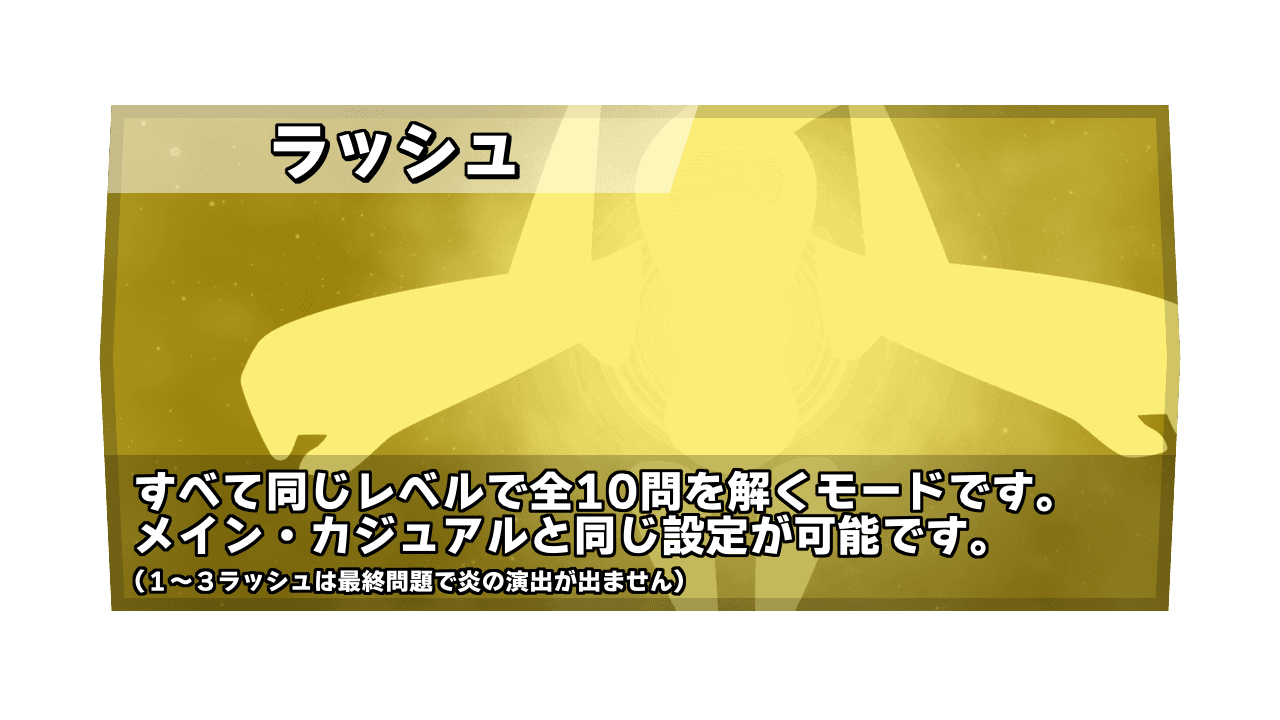 ラッシュ
すべて同じレベルで全10問を解くモードです。
メイン・カジュアルと同じ設定が可能です。
（１～３ラッシュは最終問題で炎の演出が出ません）